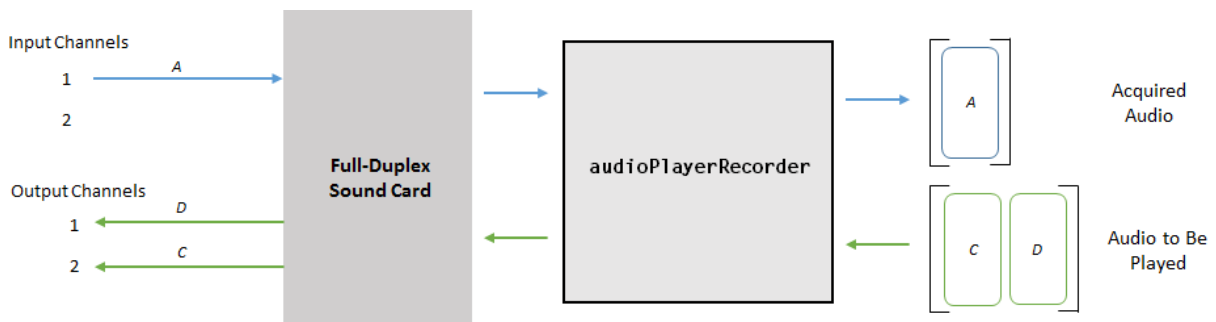 Input Channels
1
A
2
Output Channels
1
D
2
C
Full-Duplex
Sound Card
audioPlayerRecorder
A
Acquired
Audio
C
D
Audio to Be
Played